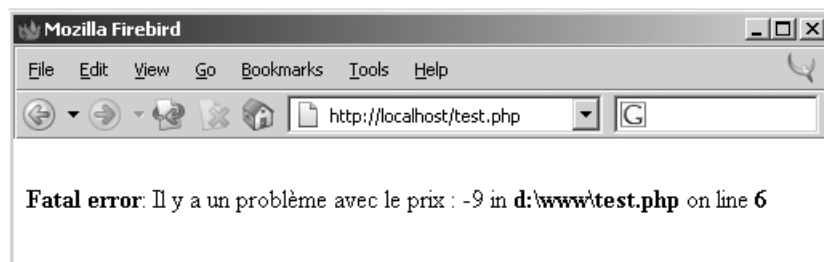 Mozilla Firebird
File Edit View Go Bookmarks Tools Help
http://localhost/test.php G
Fatal error: Il y a un problème avec le prix : -9 in d:\www\test.php on line 6